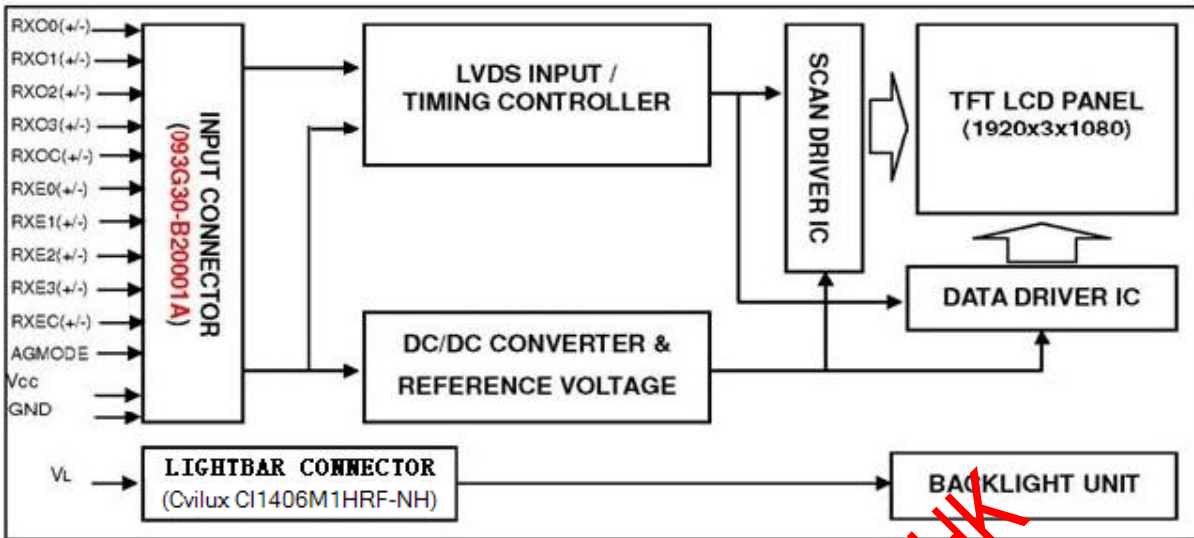 RXO0(+/-)
RXO1(+/-)
RXO2(+/-)
RXO3(+/-)
RXOC(+/-)
RXE0(+/-)
RXE1(+/-)
RXE2(+/-)
RXE3(+/-)
RXEC(+/-)
AGMODE
Vcc
GND
INPUT CONNECTOR
(093G30-B20001A)
LVDS INPUT /
TIMING CONTROLLER
DC/DC CONVERTER &
REFERENCE VOLTAGE
SCAN DRIVER IC
TFT LCD PANEL
(1920x3x1080)
DATA DRIVER IC
VL
LIGHTBAR CONNECTOR
(Cvilux CI1406M1HRF-NH)
BACKLIGHT UNIT